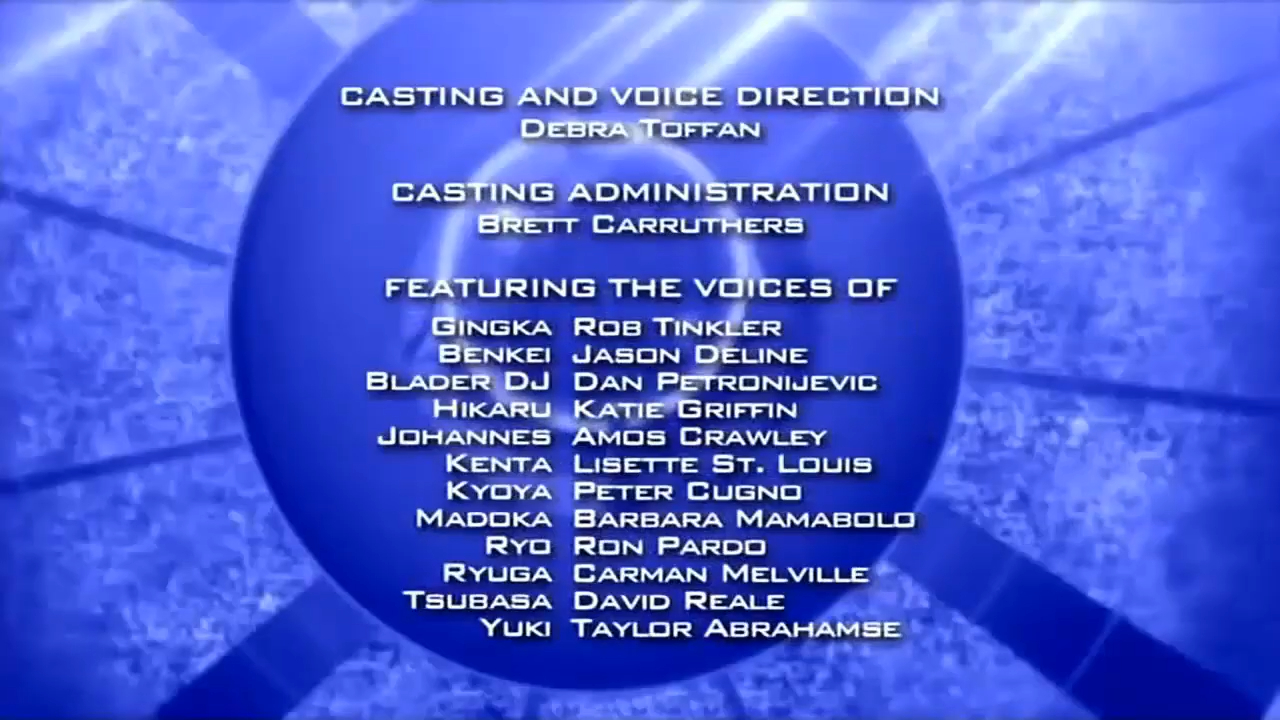 CASTING AND VOICE DIRECTION
DEBRA TOFFAN
CASTING ADMINISTRATION
BRETT CARRUTHERS
FEATURING THE VOICES OF
GINGKA ROB TINKLER
BENKEI JASON DELINE
BLADER DJ DAN PETRONIJEVIC
HIKARU KATIE GRIFFIN
JOHANNES AMOS CRAWLEY
KENTA LISETTE ST. LOUIS
KYOYA PETER CUGNO
MADOKA BARBARA MAMABOLO
RYO RON PARDO
RYUGA CARMAN MELVILLE
TSUBASA DAVID REALE
YUKI TAYLOR ABRAHAMSE